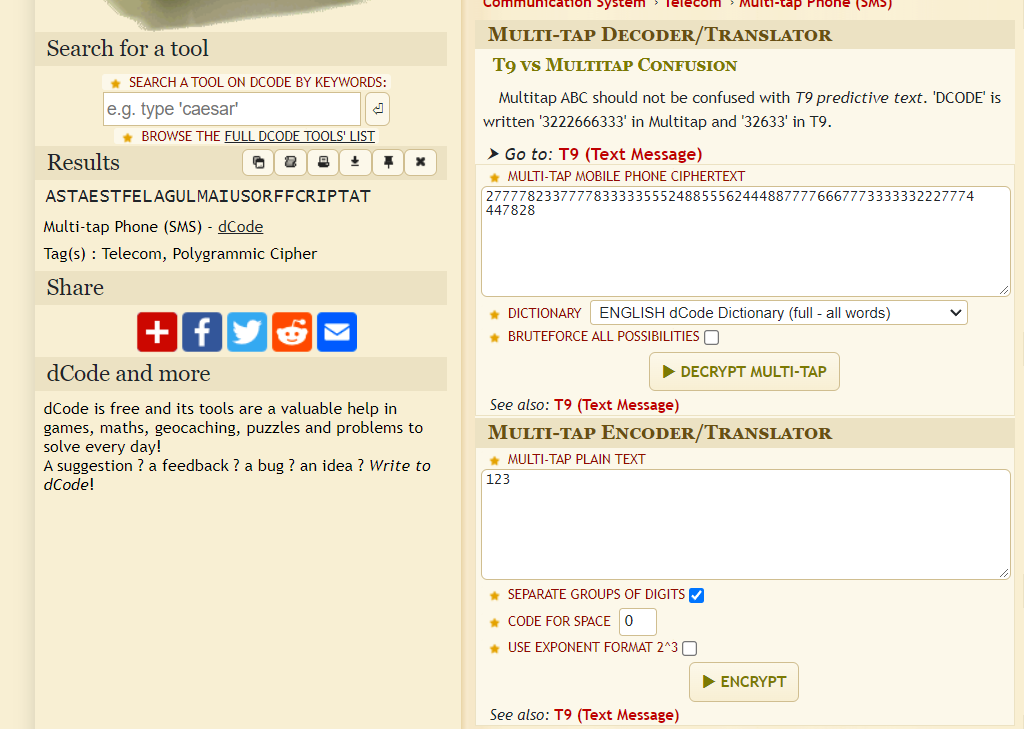 Communication System › Telecom › Multi-tap Phone (SMS)
Search for a tool
★ SEARCH A TOOL ON DCODE BY KEYWORDS:
e.g. type 'caesar'
★ BROWSE THE FULL DCODE TOOLS' LIST
Results
ASTAESTFELAGULMAIUSORFFCRIPTAT
Multi-tap Phone (SMS) - dCode
Tag(s) : Telecom, Polygrammic Cipher
Share
dCode and more
dCode is free and its tools are a valuable help in
games, maths, geocaching, puzzles and problems to
solve every day!
A suggestion ? a feedback ? a bug ? an idea ? Write to
dCode!
Multi-tap Decoder/Translator
T9 vs Multitap Confusion
Multitap ABC should not be confused with T9 predictive text. 'DCODE' is
written '3222666333' in Multitap and '32633' in T9.
➤ Go to: T9 (Text Message)
★ MULTI-TAP MOBILE PHONE CIPHERTEXT
447828
★ DICTIONARY ENGLISH dCode Dictionary (full - all words)
★ BRUTEFORCE ALL POSSIBILITIES
▶ DECRYPT MULTI-TAP
See also: T9 (Text Message)
Multi-tap Encoder/Translator
★ MULTI-TAP PLAIN TEXT
123
★ SEPARATE GROUPS OF DIGITS
★ CODE FOR SPACE 0
★ USE EXPONENT FORMAT 2^3
▶ ENCRYPT
See also: T9 (Text Message)